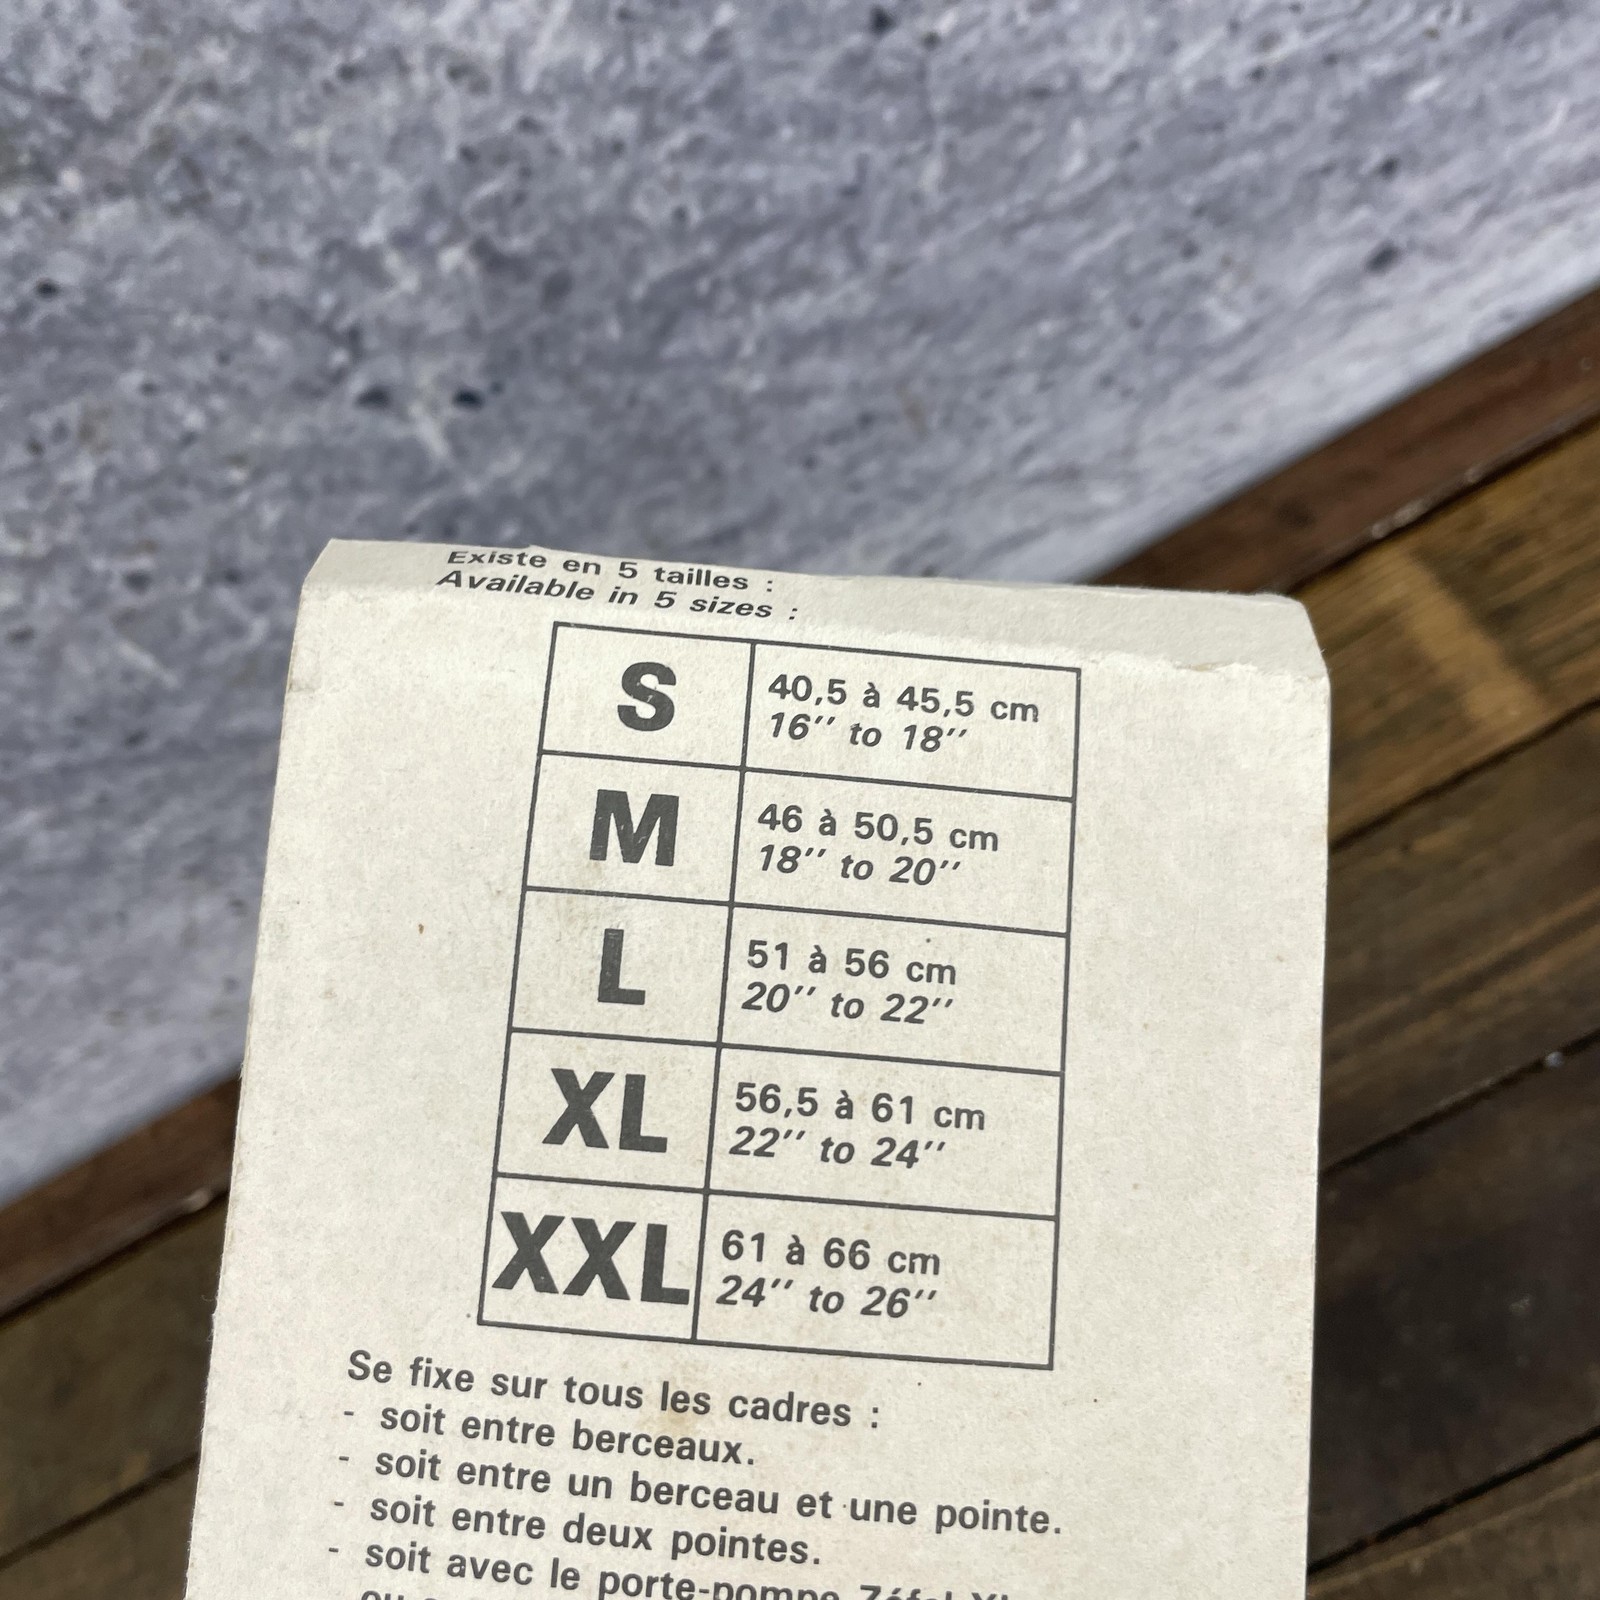 Existe en 5 tailles :
Available in 5 sizes :
S
40,5 à 45,5 cm
16'' to 18''
M
46 à 50,5 cm
18'' to 20''
L
51 à 56 cm
20'' to 22''
XL
56,5 à 61 cm
22'' to 24''
XXL
61 à 66 cm
24'' to 26''
Se fixe sur tous les cadres :
- soit entre berceaux.
- soit entre un berceau et une pointe.
- soit entre deux pointes.
- soit avec le porte-pompe Zéfal
ou